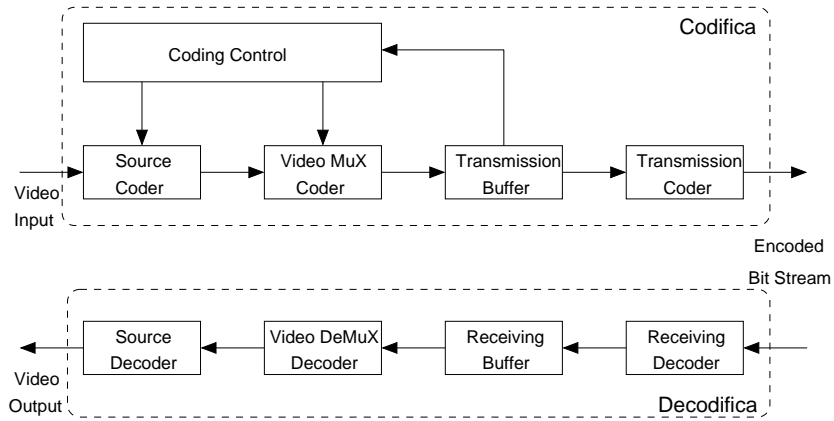 Codifica
Coding Control
Source
Coder
Video MuX
Coder
Transmission
Buffer
Transmission
Coder
Video
Input
Encoded
Bit Stream
Source
Decoder
Video DeMuX
Decoder
Receiving
Buffer
Receiving
Decoder
Video
Output
Decodifica